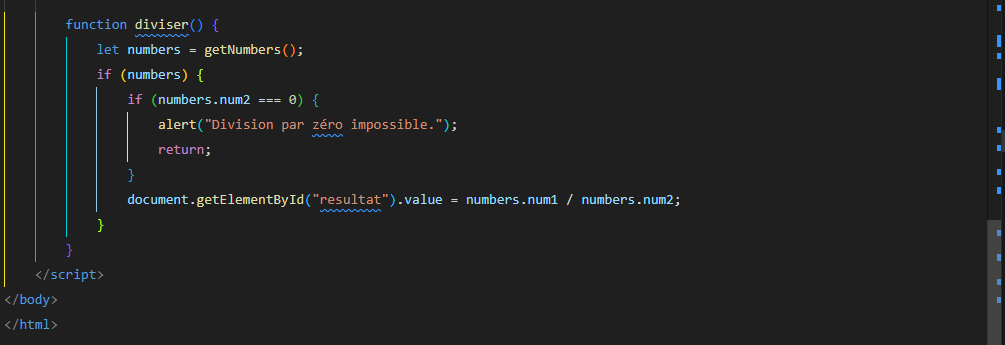 function diviser() {
let numbers = getNumbers();
if (numbers) {
if (numbers.num2 === 0) {
alert("Division par zéro impossible.");
return;
}
document.getElementById("resultat").value = numbers.num1 / numbers.num2;
}
}
</script>
</body>
</html>